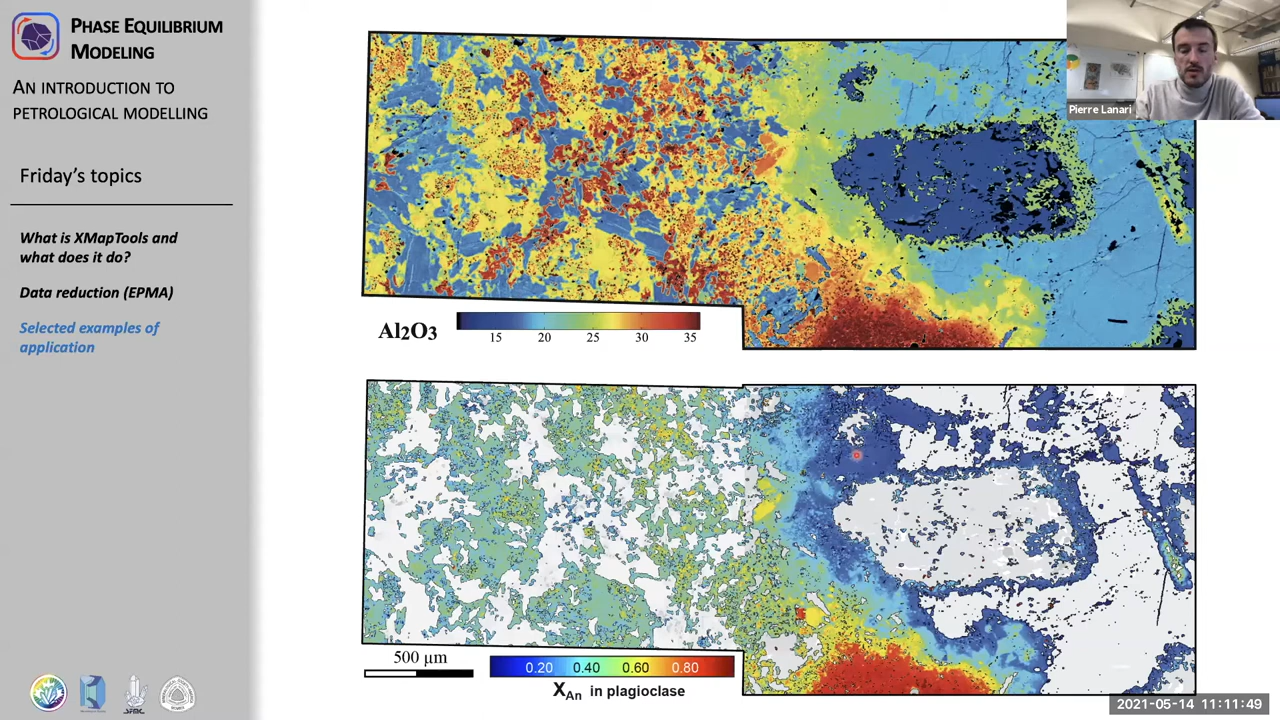 PHASE EQUILIBRIUM
MODELING
AN INTRODUCTION TO
PETROLOGICAL MODELLING
Friday's topics
What is XMapTools and
what does it do?
Data reduction (EPMA)
Selected examples of
application
Pierre Lanari
Al2O3
15 20 25 30 35
500 µm
0.20 0.40 0.60 0.80
XAn in plagioclase
2021-05-14 11:11:49